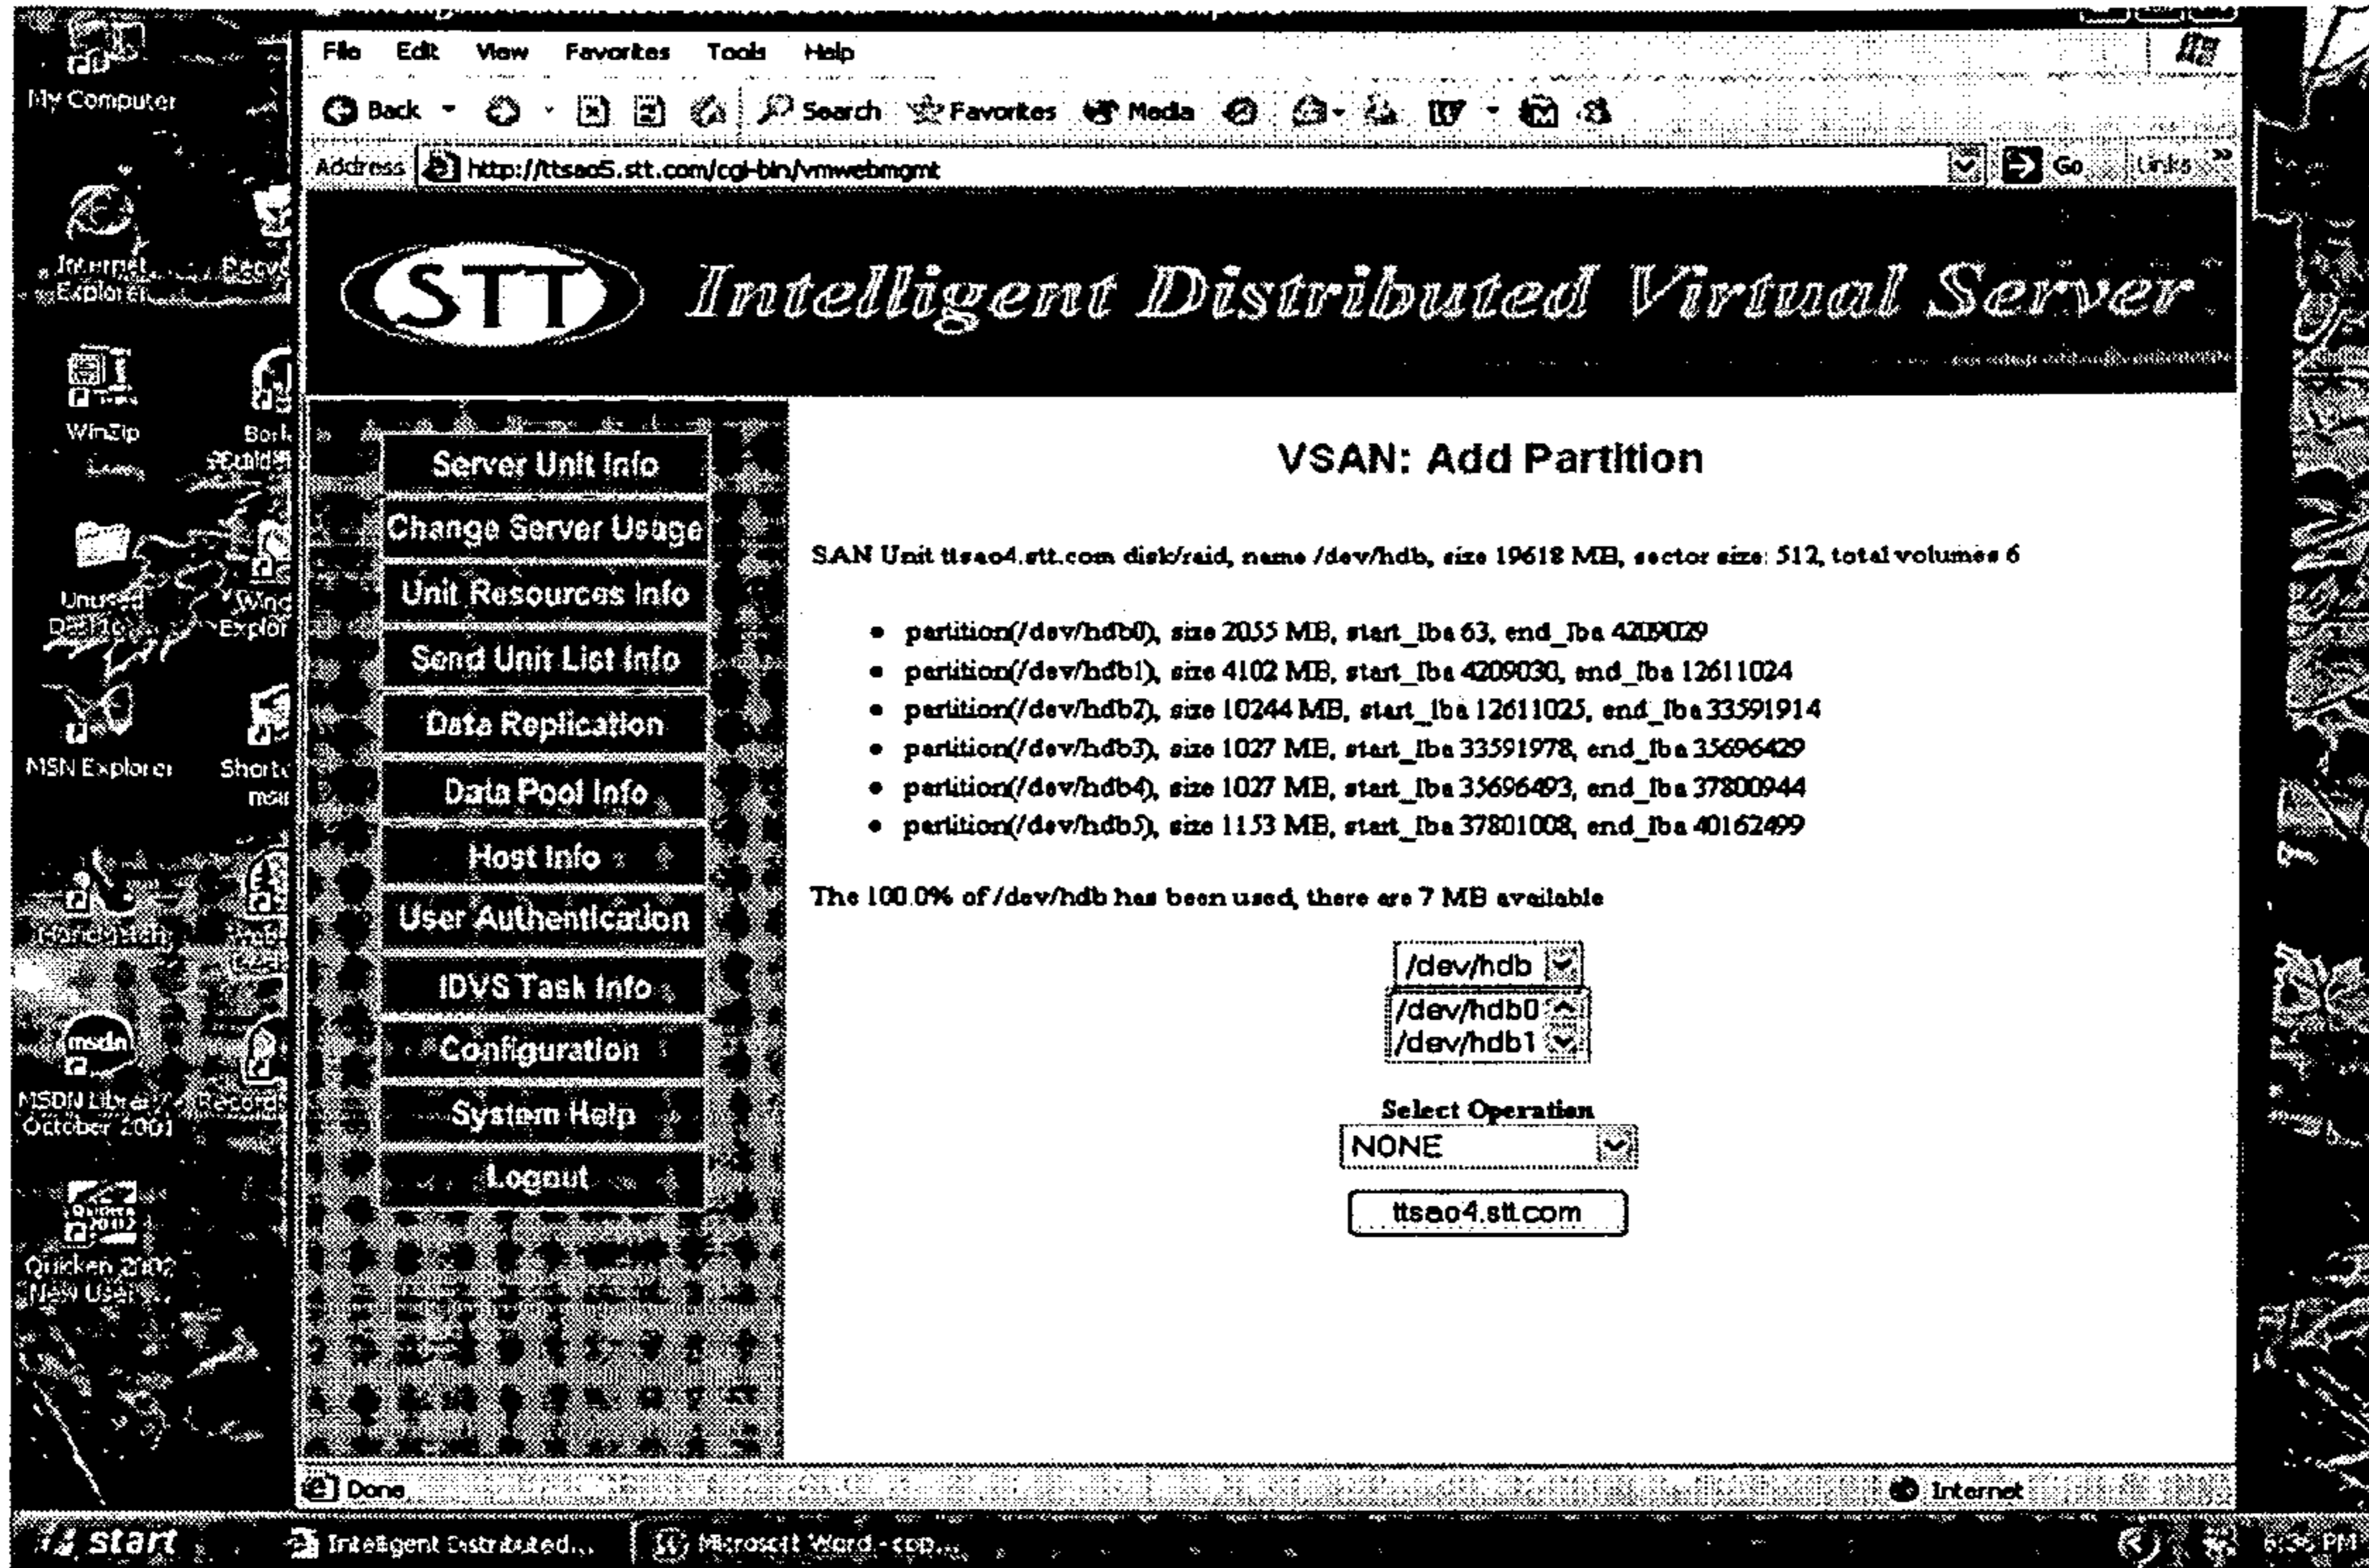 My Computer
Internet
Explorer
WinZip
MSN Explorer
msdn
MSDN Library
October 2001
Quicken 2002
New User ...
File Edit View Favorites Tools Help
Back Search Favorites Media
Address http://ttsao5.stt.com/cgi-bin/vmwebmgmt Go Links »
STT Intelligent Distributed Virtual Server
Server Unit Info
Change Server Usage
Unit Resources Info
Send Unit List Info
Data Replication
Data Pool Info
Host Info
User Authentication
IDVS Task Info
Configuration
System Help
Logout
VSAN: Add Partition
SAN Unit ttsao4.stt.com disk/raid, name /dev/hdb, size 19618 MB, sector size: 512, total volumes 6
• partition(/dev/hdb0), size 2055 MB, start_lba 63, end_lba 4209029
• partition(/dev/hdb1), size 4102 MB, start_lba 4209030, end_lba 12611024
• partition(/dev/hdb2), size 10244 MB, start_lba 12611025, end_lba 33591914
• partition(/dev/hdb3), size 1027 MB, start_lba 33591978, end_lba 35696429
• partition(/dev/hdb4), size 1027 MB, start_lba 35696493, end_lba 37800944
• partition(/dev/hdb5), size 1153 MB, start_lba 37801008, end_lba 40162499
The 100.0% of /dev/hdb has been used, there are 7 MB available
/dev/hdb
/dev/hdb0
/dev/hdb1
Select Operation
NONE
ttsao4.stt.com
Done Internet
start Intelligent Distributed... Microsoft Word - cop... 6:36 PM